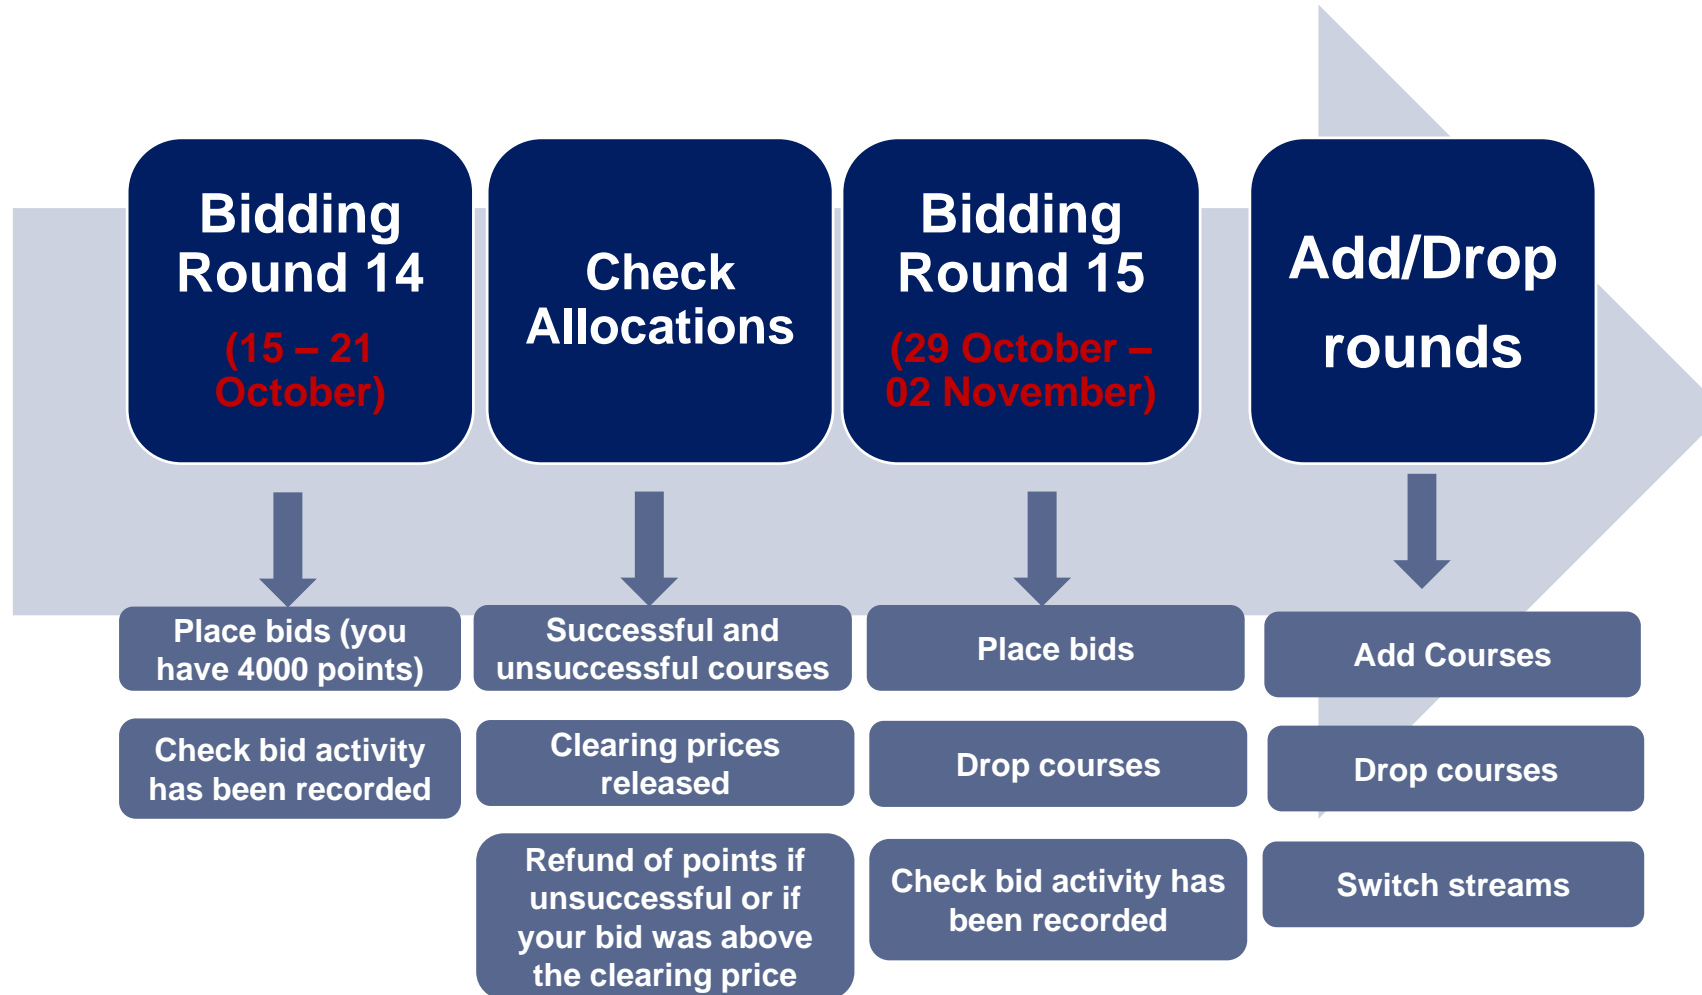 Bidding
Round 14
(15 – 21
October)
Check
Allocations
Bidding
Round 15
(29 October –
02 November)
Add/Drop
rounds
Place bids (you
have 4000 points)
Check bid activity
has been recorded
Successful and
unsuccessful courses
Clearing prices
released
Refund of points if
unsuccessful or if
your bid was above
the clearing price
Place bids
Drop courses
Check bid activity has
been recorded
Add Courses
Drop courses
Switch streams